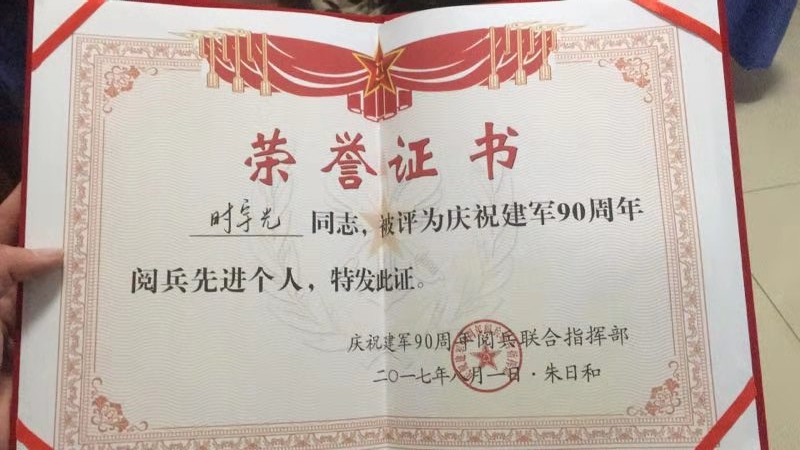 荣誉证书
时宇光 同志，被评为庆祝建军90周年
阅兵先进个人，特发此证。
庆祝建军90周年阅兵联合指挥部
二〇一七年八月一日·朱日和